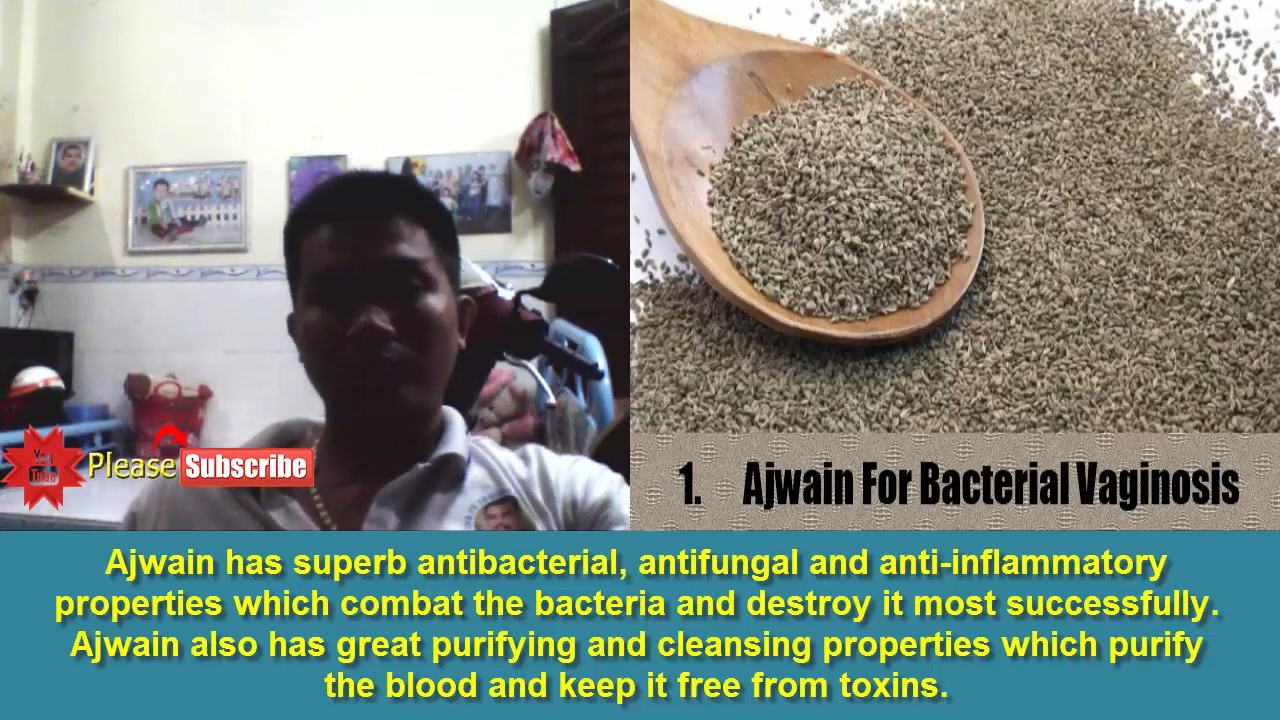 You
Tube
Please Subscribe
1. Ajwain For Bacterial Vaginosis
Ajwain has superb antibacterial, antifungal and anti-inflammatory
properties which combat the bacteria and destroy it most successfully.
Ajwain also has great purifying and cleansing properties which purify
the blood and keep it free from toxins.